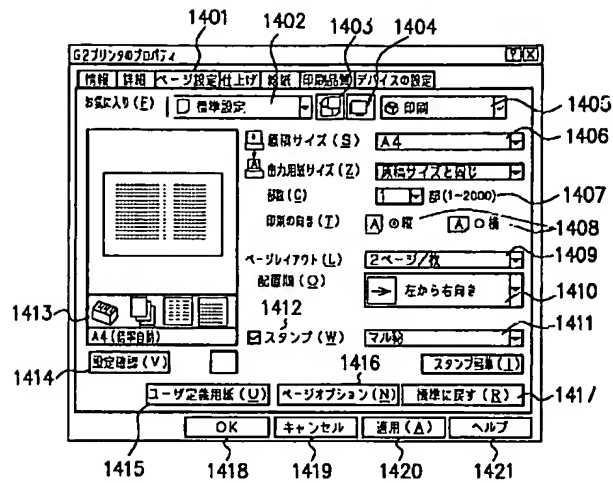 1401 1402 1403 1404
G2プリンタのプロパティ
情報 詳細 ページ設定 仕上げ 給紙 印刷品質 デバイスの設定
お気に入り(F) 標準設定 印刷 1405
原稿サイズ(S) A4 1406
出力用紙サイズ(Z) 原稿サイズと同じ
部数(C) 1 部(1~2000) 1407
印刷の向き(T) A 縦 A 横 1408
ページレイアウト(L) 2ページ/枚 1409
配置順(O) 左から右向き 1410
1413 1412 1411
A4(倍率自動) スタンプ(W) マル秘
1414 設定確認(V) 1416 スタンプ編集(I)
ユーザ定義用紙(U) ページオプション(N) 標準に戻す(R) 1417
OK キャンセル 適用(A) ヘルプ
1415 1418 1419 1420 1421